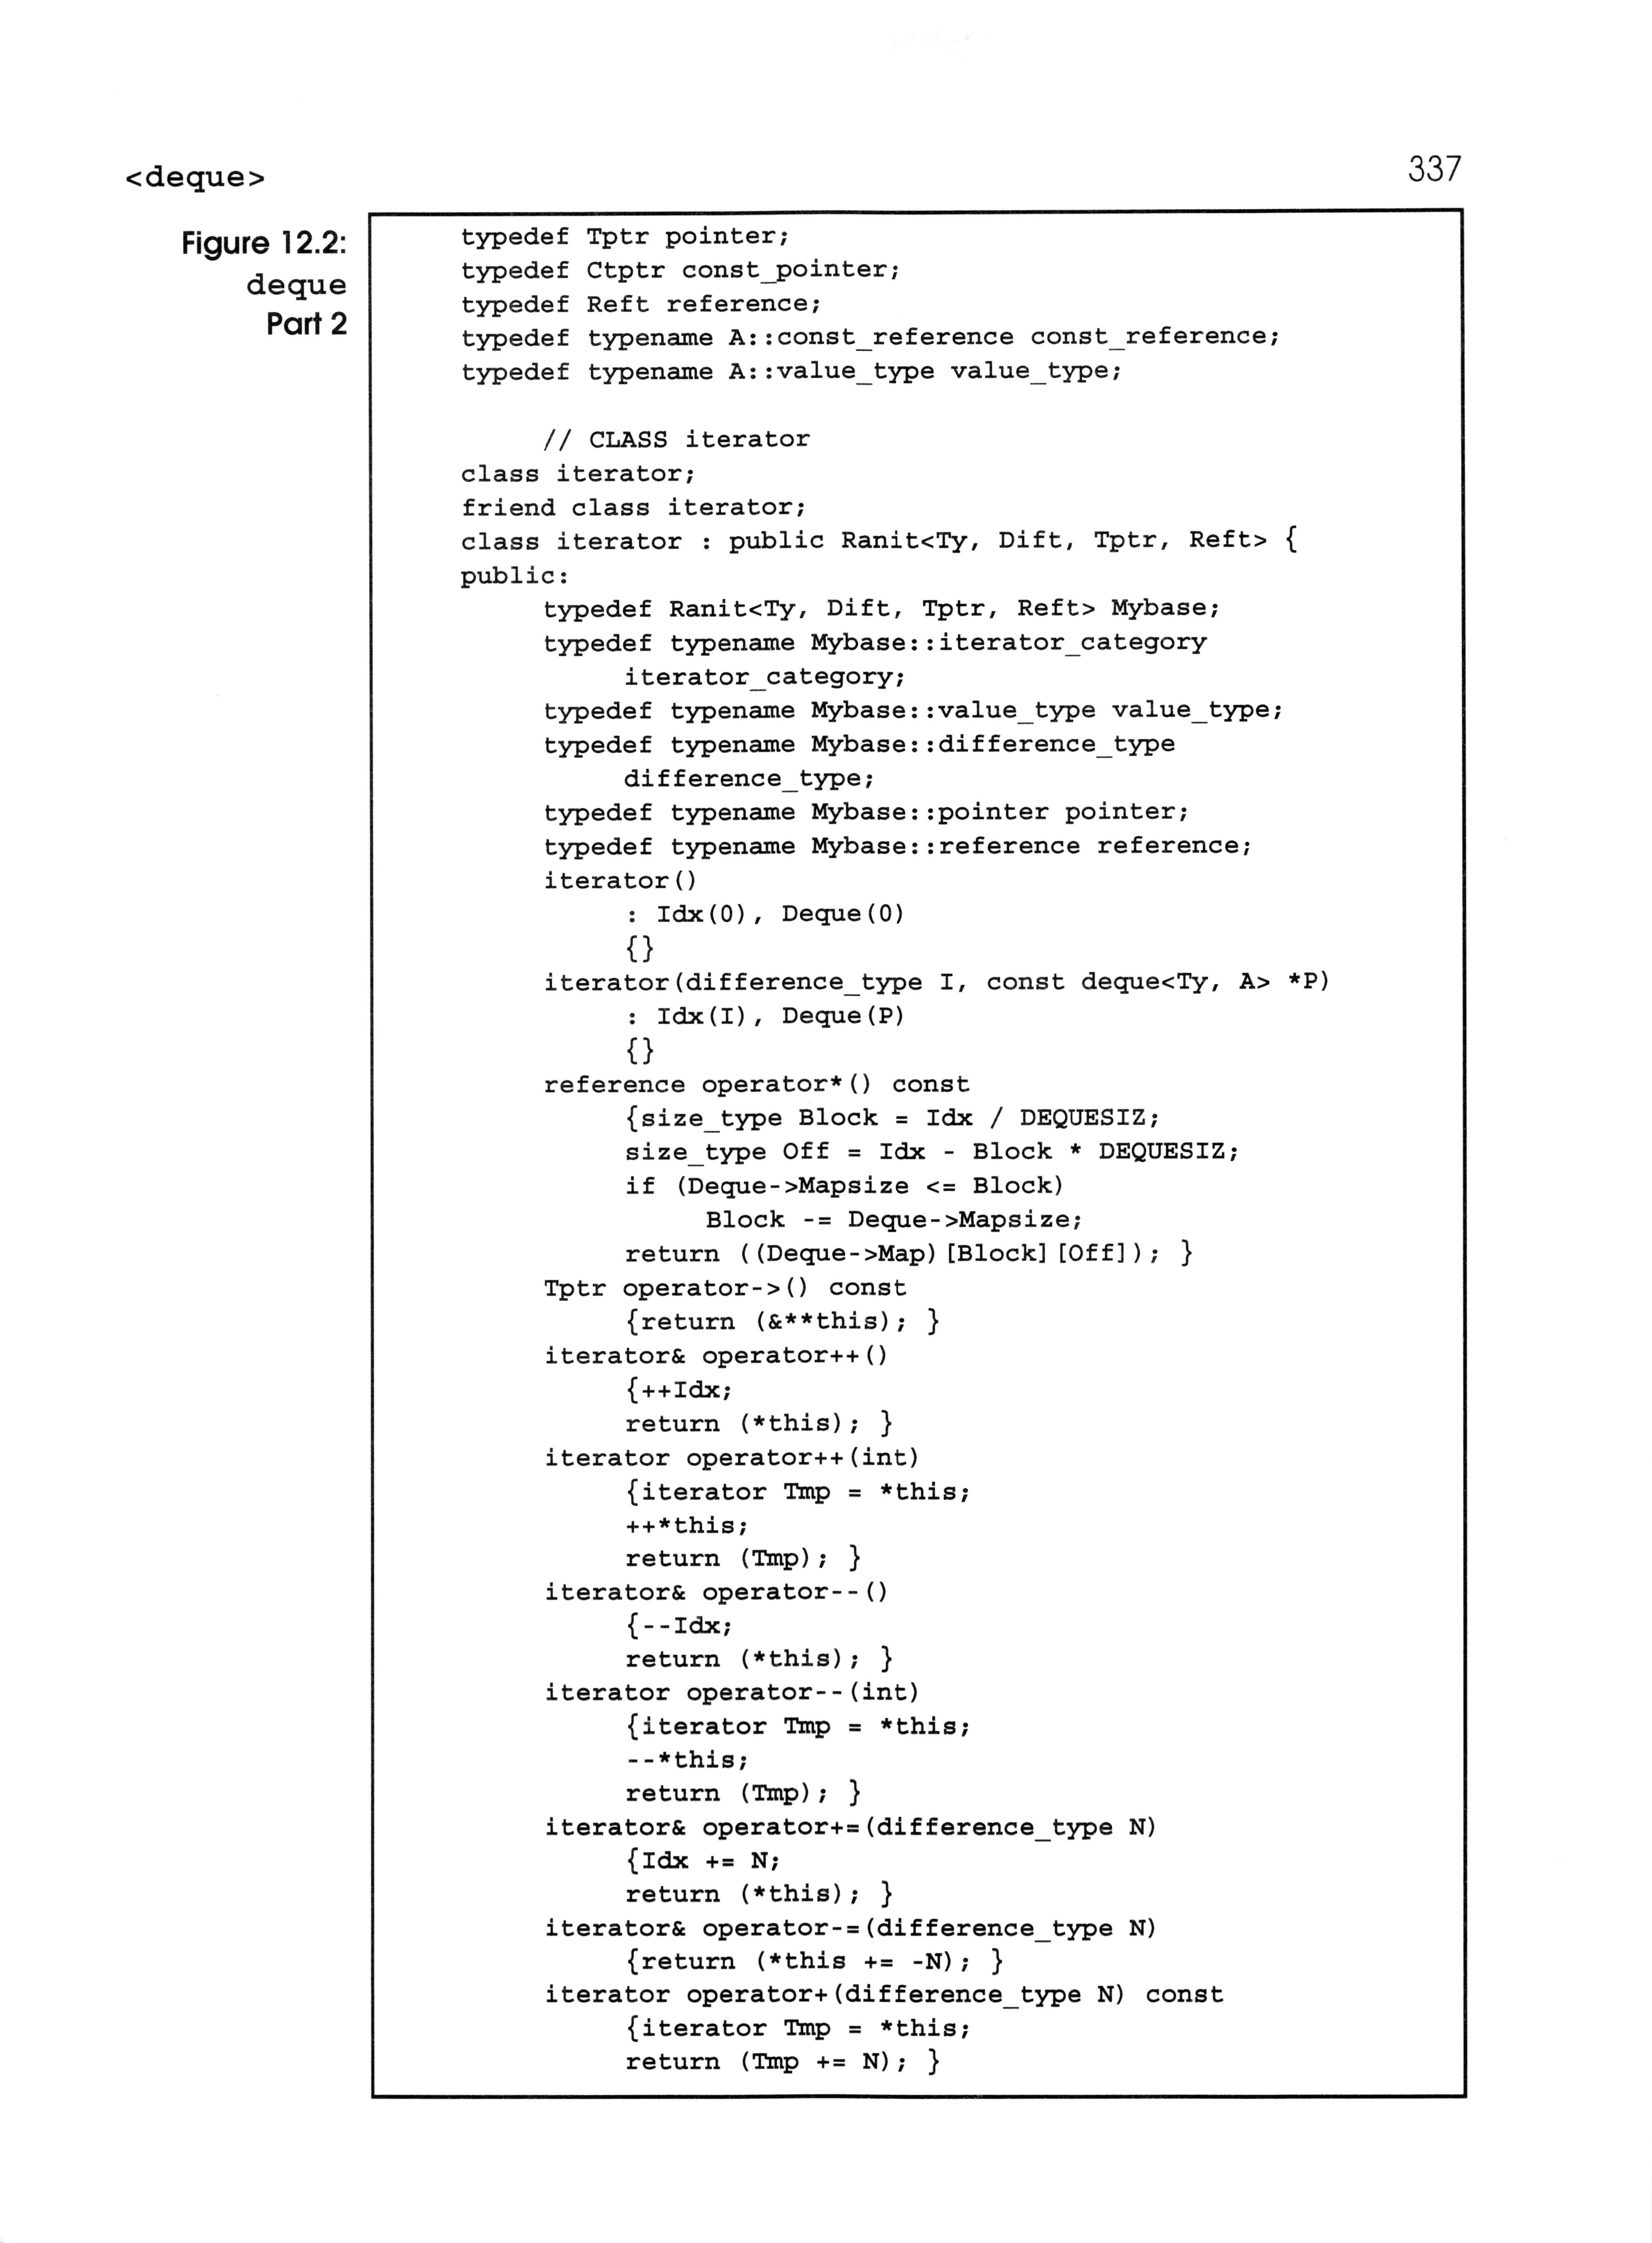 <deque>
337
Figure 12.2:
deque
Part 2
typedef Tptr pointer;
typedef Ctptr const_pointer;
typedef Reft reference;
typedef typename A::const_reference const_reference;
typedef typename A::value_type value_type;
// CLASS iterator
class iterator;
friend class iterator;
class iterator : public Ranit<Ty, Dift, Tptr, Reft> {
public:
typedef Ranit<Ty, Dift, Tptr, Reft> Mybase;
typedef typename Mybase::iterator_category
iterator_category;
typedef typename Mybase::value_type value_type;
typedef typename Mybase::difference_type
difference_type;
typedef typename Mybase::pointer pointer;
typedef typename Mybase::reference reference;
iterator()
: Idx(0), Deque(0)
{}
iterator(difference_type I, const deque<Ty, A> *P)
: Idx(I), Deque(P)
{}
reference operator*() const
{size_type Block = Idx / DEQUESIZ;
size_type Off = Idx - Block * DEQUESIZ;
if (Deque->Mapsize <= Block)
Block -= Deque->Mapsize;
return ((Deque->Map)[Block][Off]); }
Tptr operator->() const
{return (&**this); }
iterator& operator++()
{++Idx;
return (*this); }
iterator operator++(int)
{iterator Tmp = *this;
++*this;
return (Tmp); }
iterator& operator--()
{--Idx;
return (*this); }
iterator operator--(int)
{iterator Tmp = *this;
--*this;
return (Tmp); }
iterator& operator+=(difference_type N)
{Idx += N;
return (*this); }
iterator& operator-=(difference_type N)
{return (*this += -N); }
iterator operator+(difference_type N) const
{iterator Tmp = *this;
return (Tmp += N); }